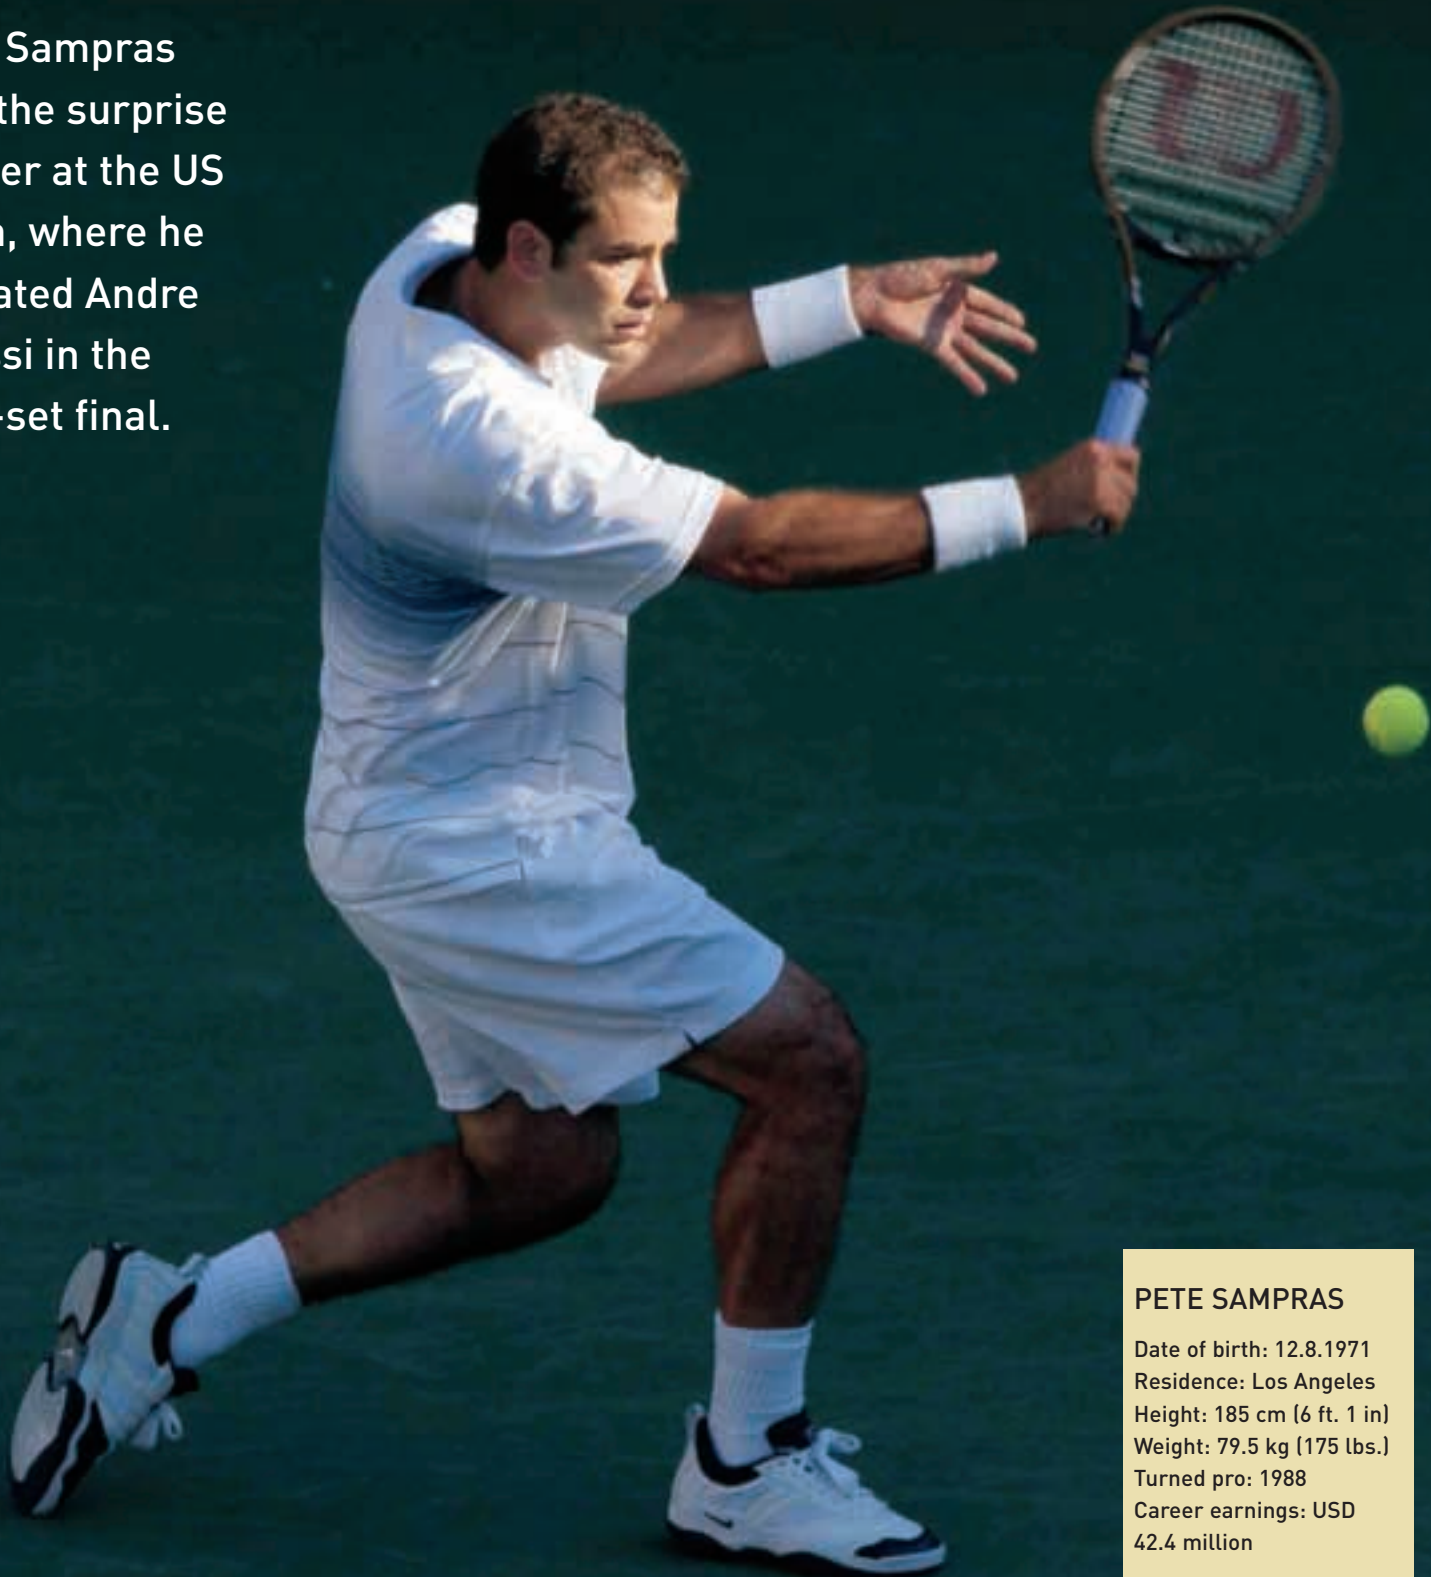 Sampras
the surprise
er at the US
, where he
ated Andre
si in the
-set final.
PETE SAMPRAS
Date of birth: 12.8.1971
Residence: Los Angeles
Height: 185 cm (6 ft. 1 in)
Weight: 79.5 kg (175 lbs.)
Turned pro: 1988
Career earnings: USD
42.4 million